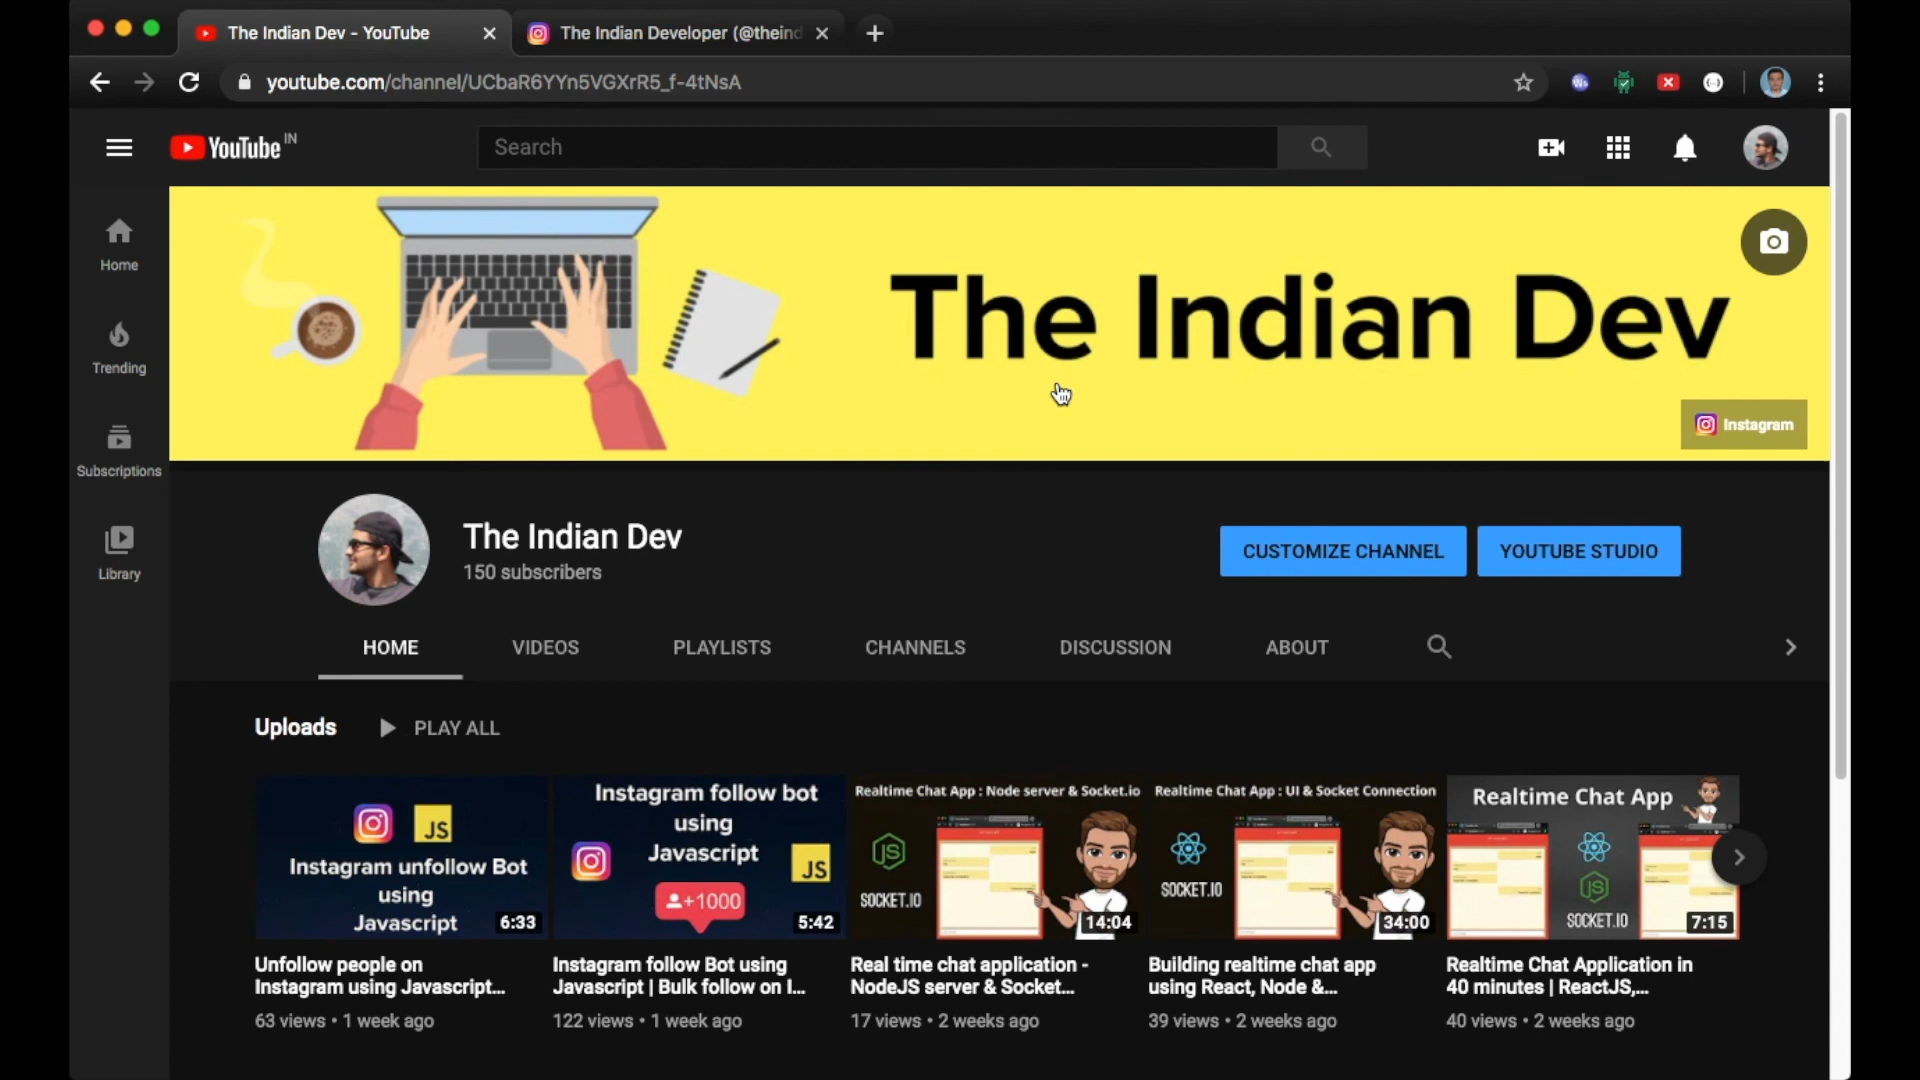 The Indian Dev - YouTube
The Indian Developer (@theind
youtube.com/channel/UCbaR6YYn5VGXrR5_f-4tNsA
YouTube IN
Search
Home
Trending
Subscriptions
Library
The Indian Dev
Instagram
The Indian Dev
150 subscribers
CUSTOMIZE CHANNEL
YOUTUBE STUDIO
HOME VIDEOS PLAYLISTS CHANNELS DISCUSSION ABOUT
Uploads
PLAY ALL
JS
Instagram unfollow Bot
using
Javascript
6:33
Unfollow people on
Instagram using Javascript...
63 views • 1 week ago
Instagram follow bot
using
Javascript
JS
+1000
5:42
Instagram follow Bot using
Javascript | Bulk follow on I...
122 views • 1 week ago
Realtime Chat App : Node server & Socket.io
JS
SOCKET.IO
14:04
Real time chat application -
NodeJS server & Socket...
17 views • 2 weeks ago
Realtime Chat App : UI & Socket Connection
SOCKET.IO
34:00
Building realtime chat app
using React, Node &...
39 views • 2 weeks ago
Realtime Chat App
JS
SOCKET.IO
7:15
Realtime Chat Application in
40 minutes | ReactJS,...
40 views • 2 weeks ago